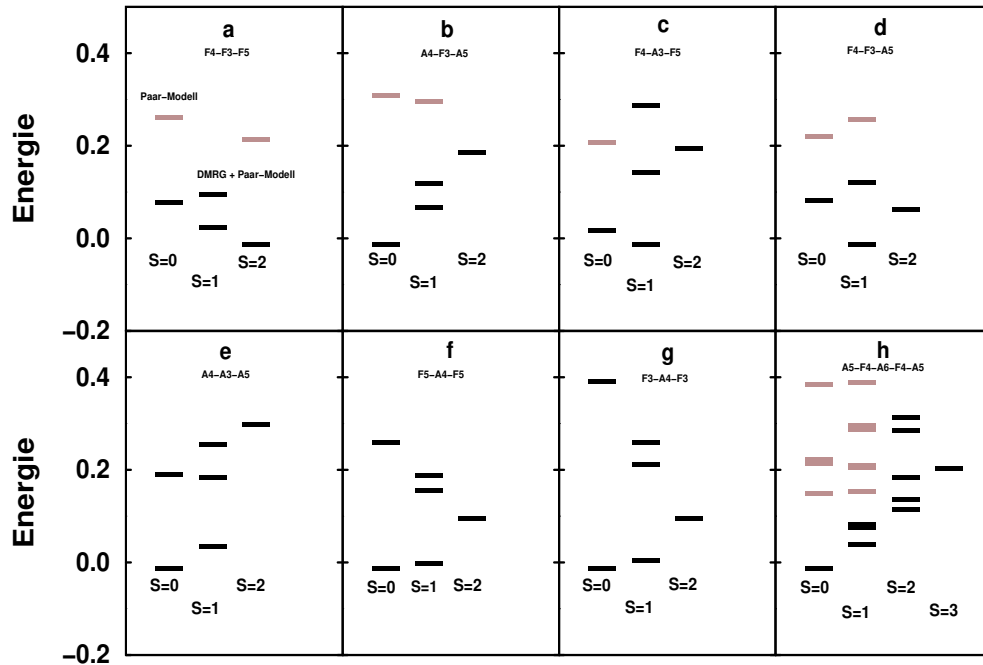 a
F4-F3-F5
Paar-Modell
DMRG + Paar-Modell
S=0
S=1
S=2
b
A4-F3-A5
S=0
S=1
S=2
c
F4-A3-F5
S=0
S=1
S=2
d
F4-F3-A5
S=0
S=1
S=2
Energie
0.4
0.2
0.0
−0.2
e
A4-A3-A5
S=0
S=1
S=2
f
F5-A4-F5
S=0
S=1
S=2
g
F3-A4-F3
S=0
S=1
S=2
h
A5-F4-A6-F4-A5
S=0
S=1
S=2
S=3
Energie
0.4
0.2
0.0
−0.2